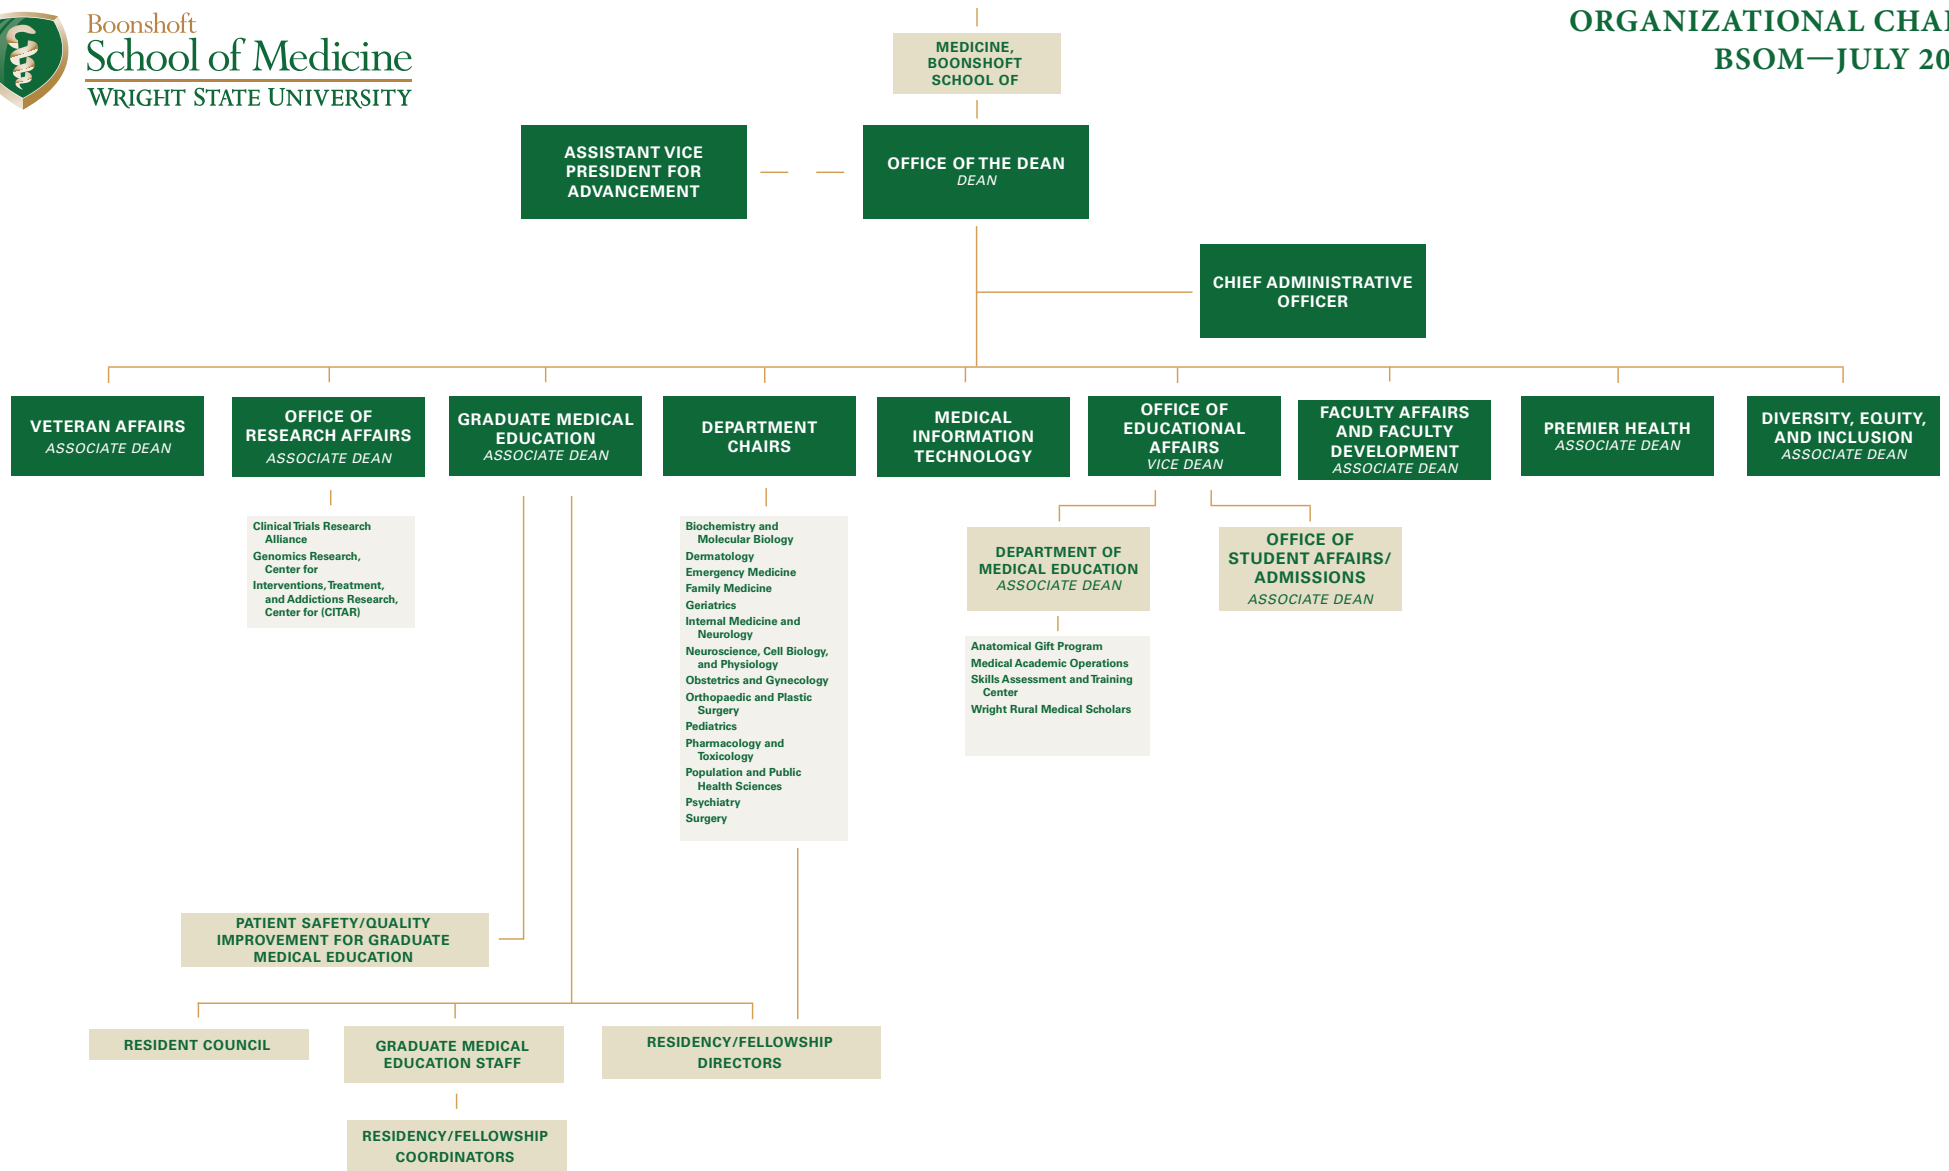 Boonshoft
School of Medicine
WRIGHT STATE UNIVERSITY
ORGANIZATIONAL
BSOM—JULY
MEDICINE,
BOONSHOFT
SCHOOL OF
ASSISTANT VICE
PRESIDENT FOR
ADVANCEMENT
OFFICE OF THE DEAN
DEAN
CHIEF ADMINISTRATIVE
OFFICER
VETERAN AFFAIRS
ASSOCIATE DEAN
OFFICE OF
RESEARCH AFFAIRS
ASSOCIATE DEAN
GRADUATE MEDICAL
EDUCATION
ASSOCIATE DEAN
DEPARTMENT
CHAIRS
MEDICAL
INFORMATION
TECHNOLOGY
OFFICE OF
EDUCATIONAL
AFFAIRS
VICE DEAN
FACULTY AFFAIRS
AND FACULTY
DEVELOPMENT
ASSOCIATE DEAN
PREMIER HEALTH
ASSOCIATE DEAN
DIVERSITY, EQUITY,
AND INCLUSION
ASSOCIATE DEAN
Clinical Trials Research
Alliance
Genomics Research,
Center for
Interventions, Treatment,
and Addictions Research,
Center for (CITAR)
Biochemistry and
Molecular Biology
Dermatology
Emergency Medicine
Family Medicine
Geriatrics
Internal Medicine and
Neurology
Neuroscience, Cell Biology,
and Physiology
Obstetrics and Gynecology
Orthopaedic and Plastic
Surgery
Pediatrics
Pharmacology and
Toxicology
Population and Public
Health Sciences
Psychiatry
Surgery
DEPARTMENT OF
MEDICAL EDUCATION
ASSOCIATE DEAN
OFFICE OF
STUDENT AFFAIRS/
ADMISSIONS
ASSOCIATE DEAN
Anatomical Gift Program
Medical Academic Operations
Skills Assessment and Training
Center
Wright Rural Medical Scholars
PATIENT SAFETY/QUALITY
IMPROVEMENT FOR GRADUATE
MEDICAL EDUCATION
RESIDENT COUNCIL
GRADUATE MEDICAL
EDUCATION STAFF
RESIDENCY/FELLOWSHIP
DIRECTORS
RESIDENCY/FELLOWSHIP
COORDINATORS